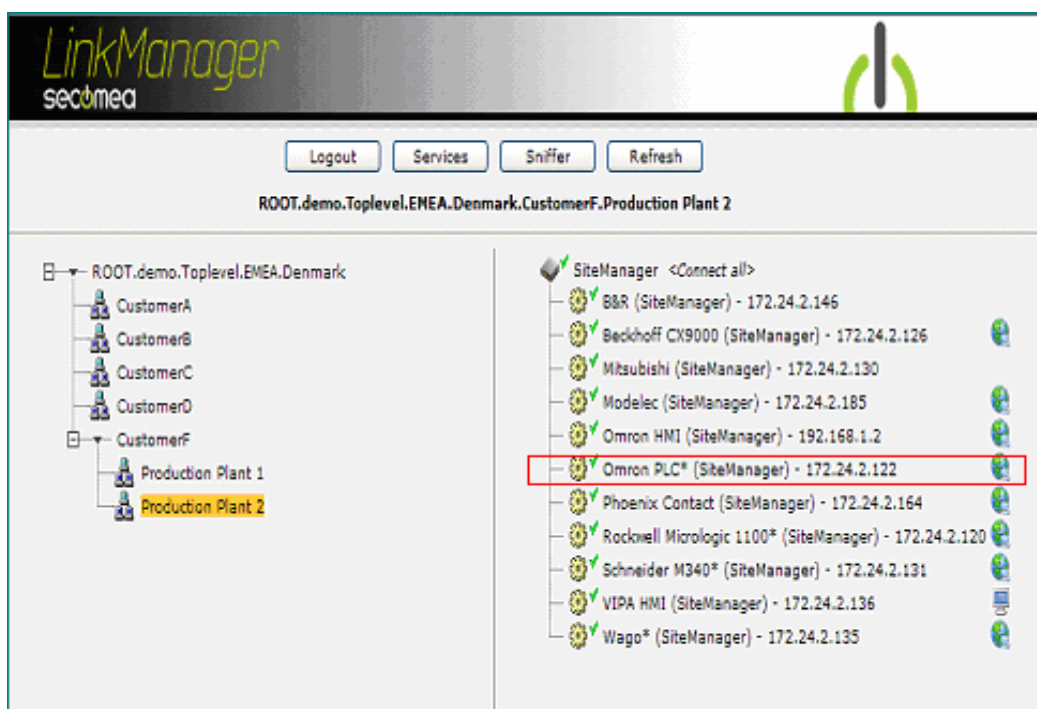 LinkManager
secomea
Logout Services Sniffer Refresh
ROOT.demo.Toplevel.EMEA.Denmark.CustomerF.Production Plant 2
ROOT.demo.Toplevel.EMEA.Denmark
CustomerA
CustomerB
CustomerC
CustomerD
CustomerF
Production Plant 1
Production Plant 2
SiteManager <Connect all>
B&R (SiteManager) - 172.24.2.146
Beckhoff CX9000 (SiteManager) - 172.24.2.126
Mitsubishi (SiteManager) - 172.24.2.130
Modelec (SiteManager) - 172.24.2.185
Omron HMI (SiteManager) - 192.168.1.2
Omron PLC* (SiteManager) - 172.24.2.122
Phoenix Contact (SiteManager) - 172.24.2.164
Rockwell Micrologic 1100* (SiteManager) - 172.24.2.120
Schneider M340* (SiteManager) - 172.24.2.131
VIPA HMI (SiteManager) - 172.24.2.136
Wago* (SiteManager) - 172.24.2.135